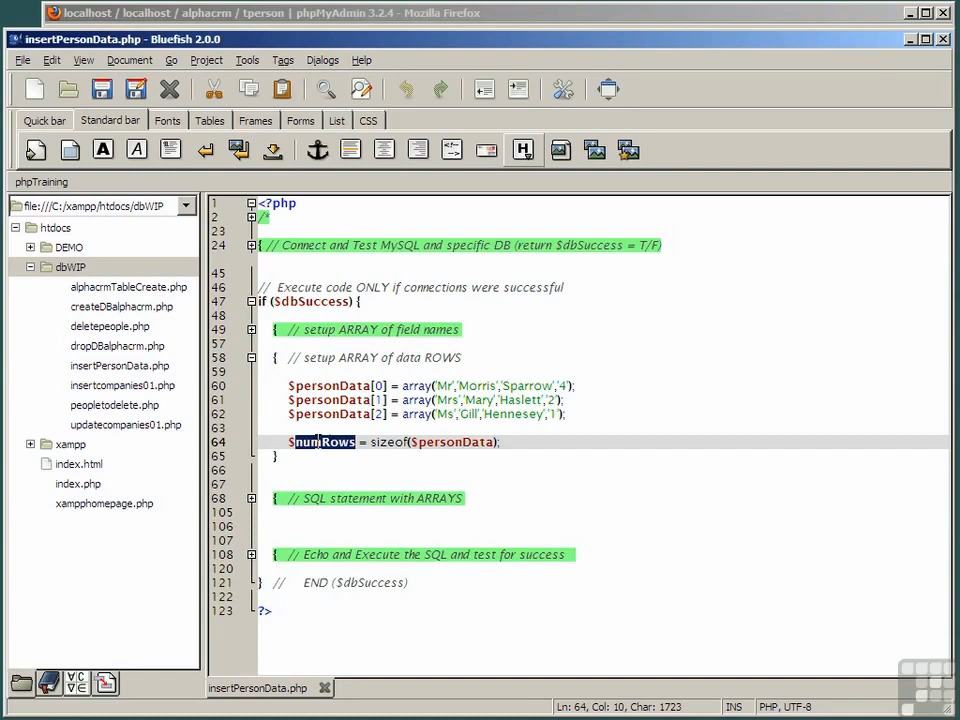 localhost / localhost / alphacrm / tperson | phpMyAdmin 3.2.4 - Mozilla Firefox
insertPersonData.php - Bluefish 2.0.0
File Edit View Document Go Project Tools Tags Dialogs Help
Quick bar Standard bar Fonts Tables Frames Forms List CSS
phpTraining
file:///C:/xampp/htdocs/dbWIP
htdocs
DEMO
dbWIP
alphacrmTableCreate.php
createDBalphacrm.php
deletepeople.php
dropDBalphacrm.php
insertPersonData.php
insertcompanies01.php
peopletodelete.php
updatecompanies01.php
xampp
index.html
index.php
xampphomepage.php
1 <?php
2 /*
23
24 { // Connect and Test MySQL and specific DB (return $dbSuccess = T/F)
45
46 // Execute code ONLY if connections were successful
47 if ($dbSuccess) {
48
49 { // setup ARRAY of field names
57
58 { // setup ARRAY of data ROWS
59
60 $personData[0] = array('Mr','Morris','Sparrow','4');
61 $personData[1] = array('Mrs','Mary','Haslett','2');
62 $personData[2] = array('Ms','Gill','Hennesey','1');
63
64 $numRows = sizeof($personData);
65 }
66
67
68 { // SQL statement with ARRAYS
105
106
107
108 { // Echo and Execute the SQL and test for success
120
121 } // END ($dbSuccess)
122
123 ?>
insertPersonData.php
Ln: 64, Col: 10, Char: 1723 INS PHP, UTF-8